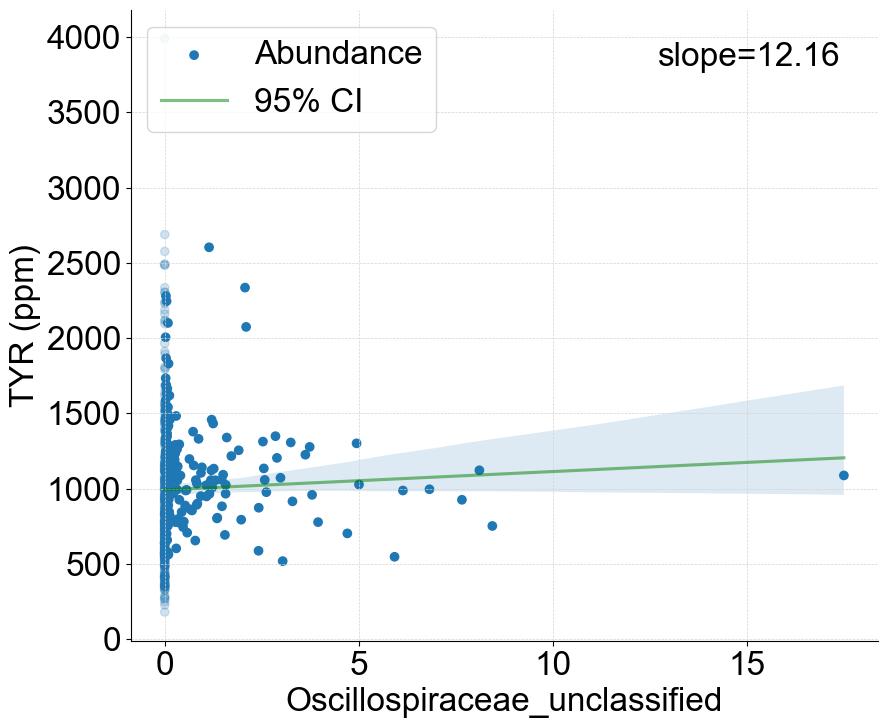 4000
3500
3000
2500
2000
1500
1000
500
0
TYR (ppm)
Abundance
95% CI
slope=12.16
0 5 10 15
Oscillospiraceae_unclassified